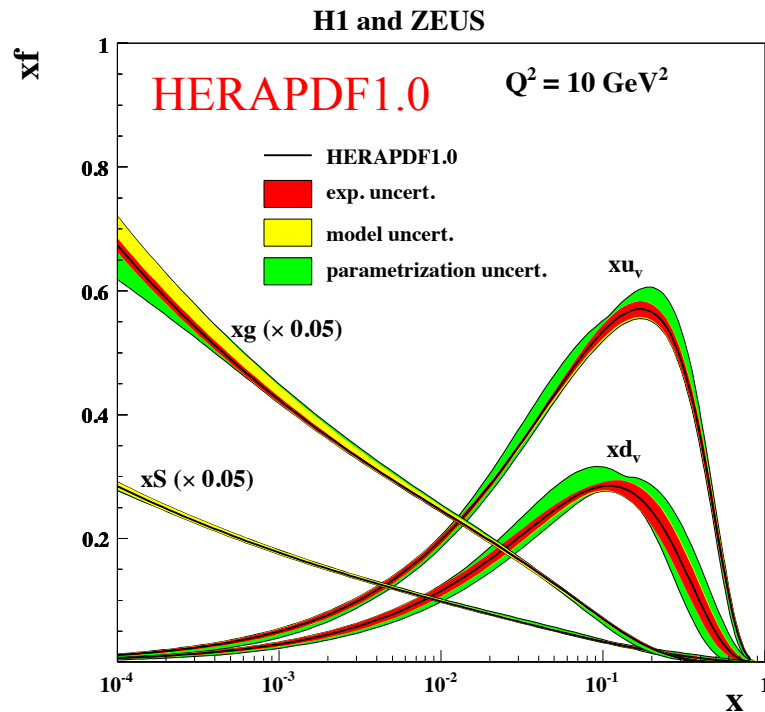 H1 and ZEUS
xf
1
HERAPDF1.0
Q² = 10 GeV²
HERAPDF1.0
exp. uncert.
model uncert.
parametrization uncert.
0.8
0.6
0.4
0.2
xuᵥ
xg (× 0.05)
xdᵥ
xS (× 0.05)
10⁻⁴
10⁻³
10⁻²
10⁻¹
1
x